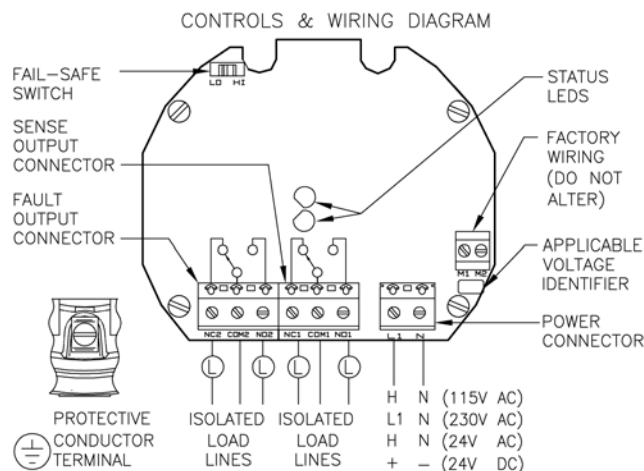 CONTROLS & WIRING DIAGRAM
FAIL-SAFE
SWITCH
LO HI
STATUS
LEDS
SENSE
OUTPUT
CONNECTOR
FACTORY
WIRING
(DO NOT
ALTER)
FAULT
OUTPUT
CONNECTOR
M1 M2
APPLICABLE
VOLTAGE
IDENTIFIER
NC2 COM2 NO2 NC1 COM1 NO1 L1 N
POWER
CONNECTOR
L L L L
PROTECTIVE
CONDUCTOR
TERMINAL
ISOLATED
LOAD
LINES
ISOLATED
LOAD
LINES
H N (115V AC)
L1 N (230V AC)
H N (24V AC)
+ – (24V DC)